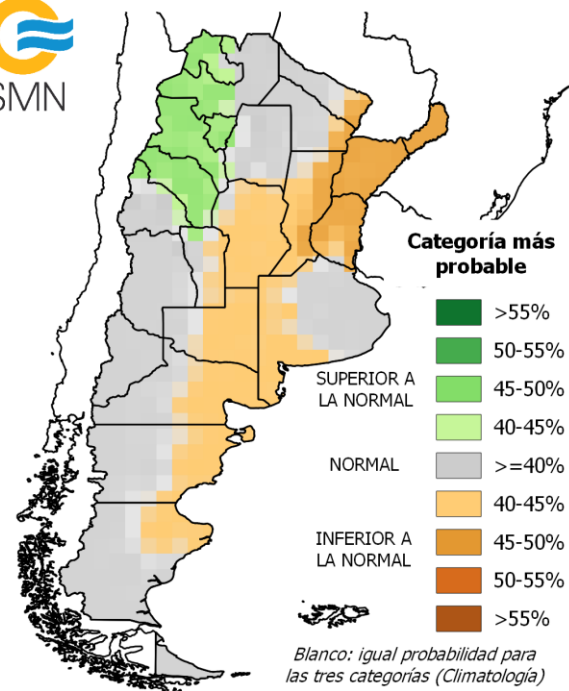 SMN
Categoría más
probable
>55%
50-55%
SUPERIOR A
LA NORMAL
45-50%
40-45%
NORMAL
>=40%
40-45%
INFERIOR A
LA NORMAL
45-50%
50-55%
>55%
Blanco: igual probabilidad para
las tres categorías (Climatología)